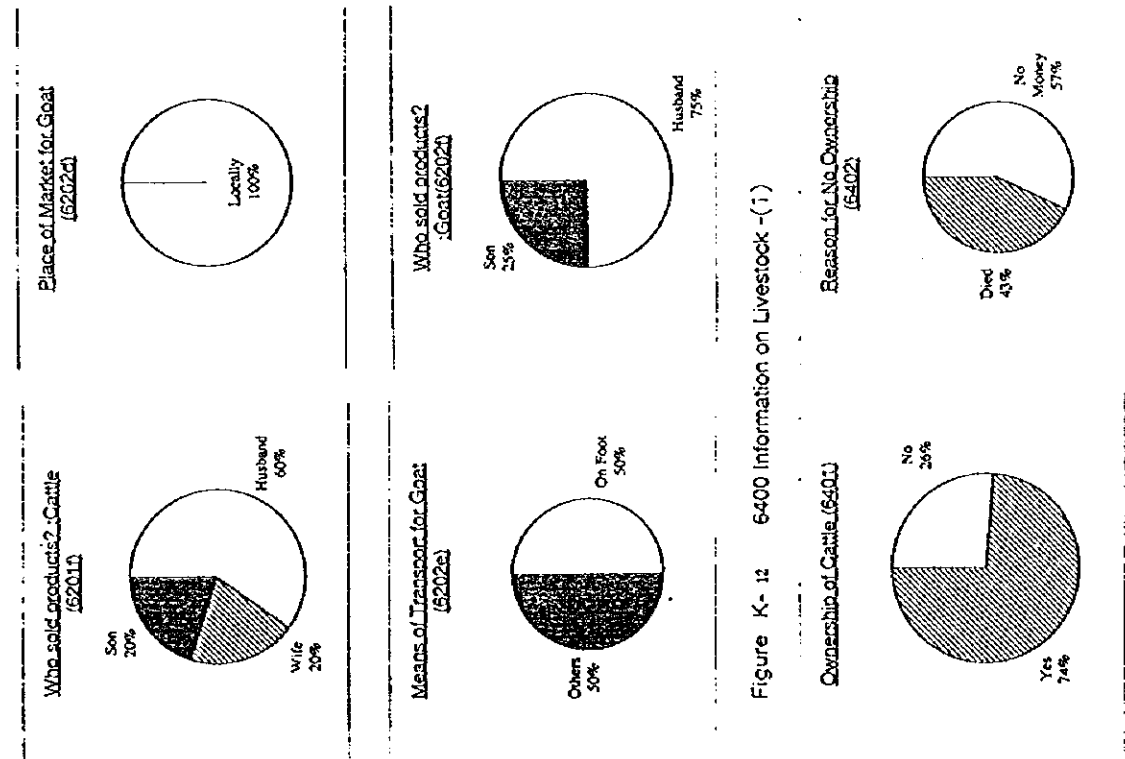 Who sold products? :Cattle
(6201f)
Son
20%
Husband
60%
Wife
20%
Place of Market for Goat
(6202d)
Locally
100%
Means of Transport for Goat
(6202e)
Others
50%
On Foot
50%
Who sold products?
:Goat(6202f)
Son
25%
Husband
75%
Figure K- 12 6400 Information on Livestock -(i)
Ownership of Cattle (6401)
No
26%
Yes
74%
Reason for No Ownership
(6402)
Died
43%
No
Money
57%